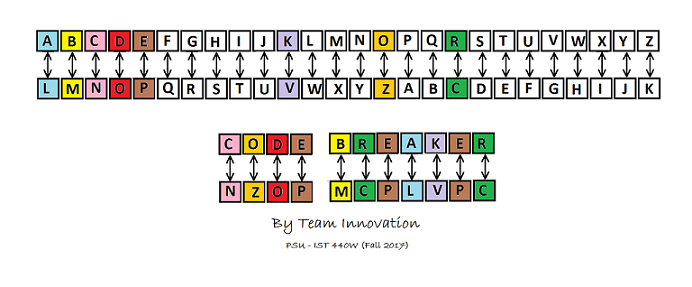 A B C D E F G H I J K L M N O P Q R S T U V W X Y Z
L M N O P Q R S T U V W X Y Z A B C D E F G H I J K
C O D E B R E A K E R
N Z O P M C P L V P C
By Team Innovation
PSU - IST 440W (Fall 2017)